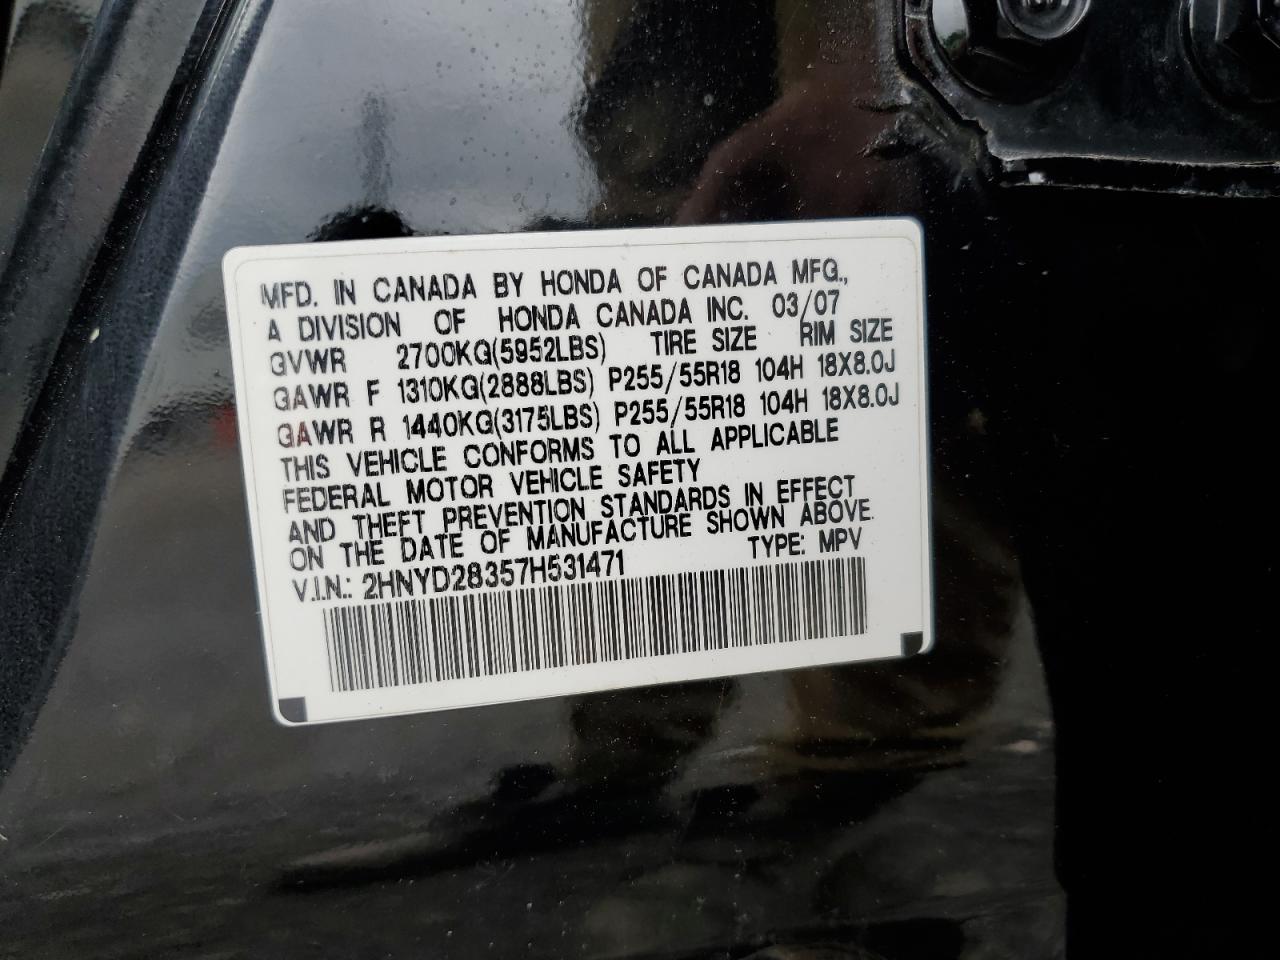 MFD. IN CANADA BY HONDA OF CANADA MFG.,
A DIVISION OF HONDA CANADA INC. 03/07
GVWR 2700KG(5952LBS) TIRE SIZE RIM SIZE
GAWR F 1310KG(2888LBS) P255/55R18 104H 18X8.0J
GAWR R 1440KG(3175LBS) P255/55R18 104H 18X8.0J
THIS VEHICLE CONFORMS TO ALL APPLICABLE
FEDERAL MOTOR VEHICLE SAFETY
AND THEFT PREVENTION STANDARDS IN EFFECT
ON THE DATE OF MANUFACTURE SHOWN ABOVE.
V.I.N.: 2HNYD28357H531471 TYPE: MPV